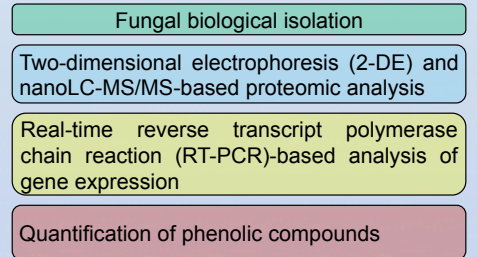 Fungal biological isolation
Two-dimensional electrophoresis (2-DE) and
nanoLC-MS/MS-based proteomic analysis
Real-time reverse transcript polymerase
chain reaction (RT-PCR)-based analysis of
gene expression
Quantification of phenolic compounds